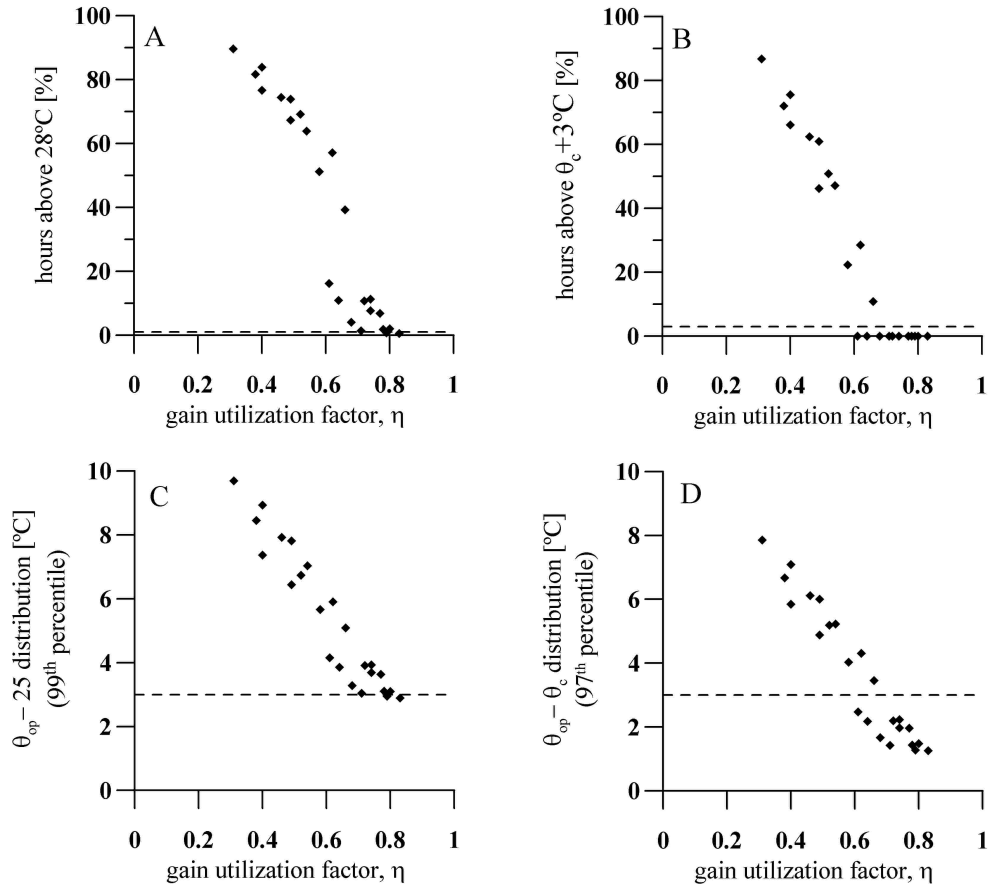 A
hours above 28ºC [%]
100
80
60
40
20
0
0 0.2 0.4 0.6 0.8 1
gain utilization factor, η
B
hours above θc+3ºC [%]
100
80
60
40
20
0
0 0.2 0.4 0.6 0.8 1
gain utilization factor, η
C
θop− 25 distribution [ºC]
(99th percentile)
10
8
6
4
2
0
0 0.2 0.4 0.6 0.8 1
gain utilization factor, η
D
θop− θc distribution [ºC]
(97th percentile)
10
8
6
4
2
0
0 0.2 0.4 0.6 0.8 1
gain utilization factor, η